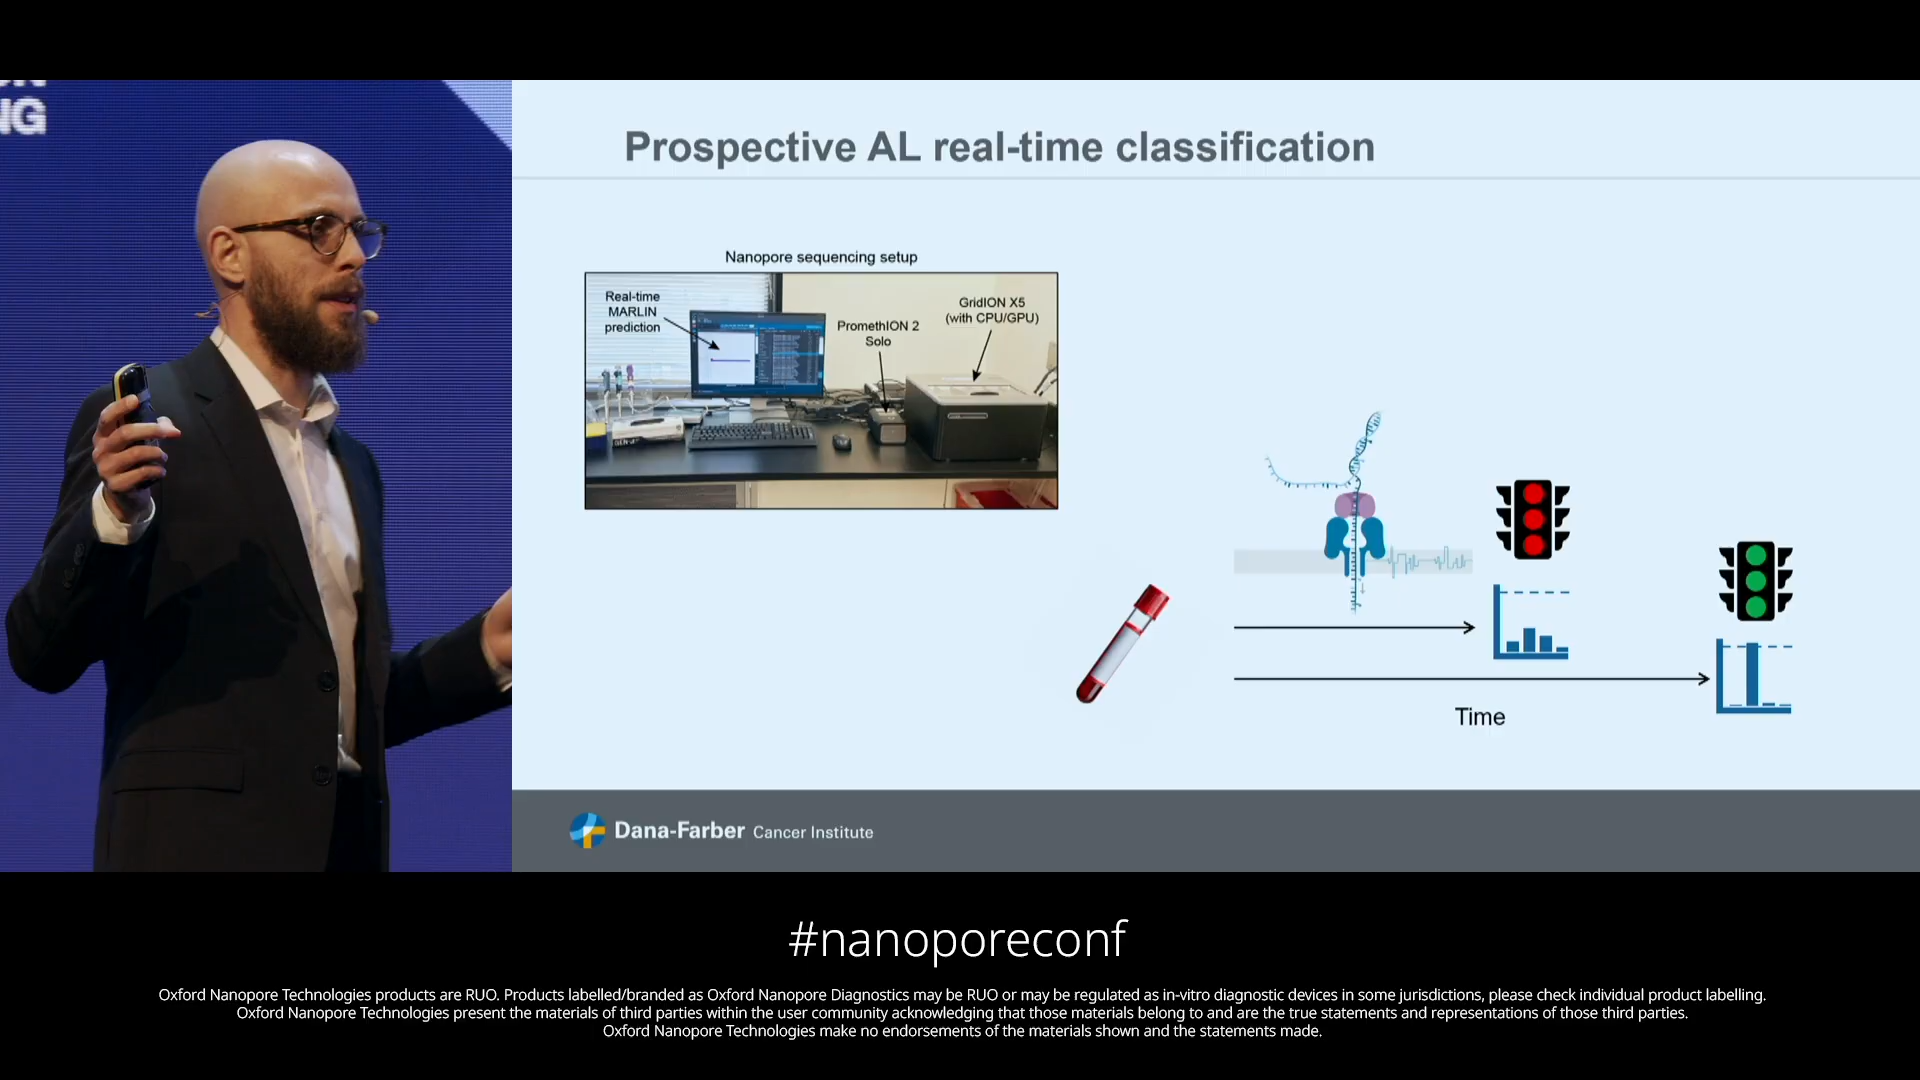 NG
Prospective AL real-time classification
Nanopore sequencing setup
Real-time
MARLIN
prediction
PromethION 2
Solo
GridION X5
(with CPU/GPU)
Time
Dana-Farber Cancer Institute
#nanoporeconf
Oxford Nanopore Technologies products are RUO. Products labelled/branded as Oxford Nanopore Diagnostics may be RUO or may be regulated as in-vitro diagnostic devices in some jurisdictions, please check individual product labelling.
Oxford Nanopore Technologies present the materials of third parties within the user community acknowledging that those materials belong to and are the true statements and representations of those third parties.
Oxford Nanopore Technologies make no endorsements of the materials shown and the statements made.